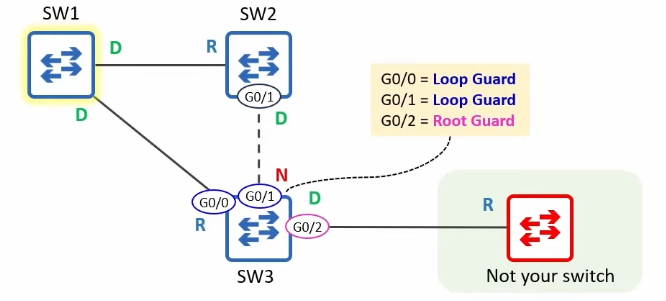 SW1
SW2
D
R
G0/1
D
D
G0/0 = Loop Guard
G0/1 = Loop Guard
G0/2 = Root Guard
N
G0/0
G0/1
D
R
G0/2
R
SW3
Not your switch